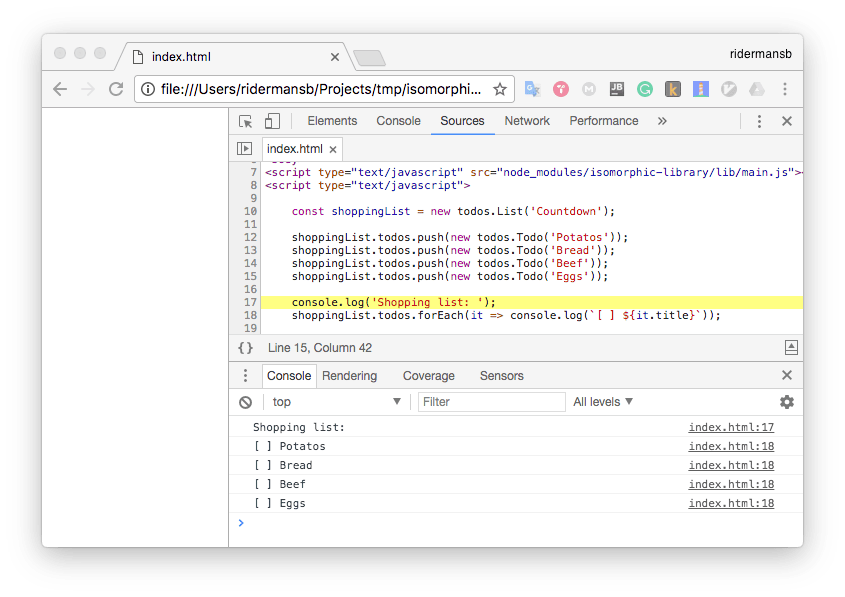 index.html
ridermansb
file:///Users/ridermansb/Projects/tmp/isomorphic...
JB
k
Elements Console Sources Network Performance »
index.html
7 <script type="text/javascript" src="node_modules/isomorphic-library/lib/main.js"><
8 <script type="text/javascript">
9
10 const shoppingList = new todos.List('Countdown');
11
12 shoppingList.todos.push(new todos.Todo('Potatos'));
13 shoppingList.todos.push(new todos.Todo('Bread'));
14 shoppingList.todos.push(new todos.Todo('Beef'));
15 shoppingList.todos.push(new todos.Todo('Eggs'));
16
17 console.log('Shopping list: ');
18 shoppingList.todos.forEach(it => console.log(`[ ] ${it.title}`));
19
{} Line 15, Column 42
Console Rendering Coverage Sensors
top Filter All levels
Shopping list: index.html:17
[ ] Potatos index.html:18
[ ] Bread index.html:18
[ ] Beef index.html:18
[ ] Eggs index.html:18